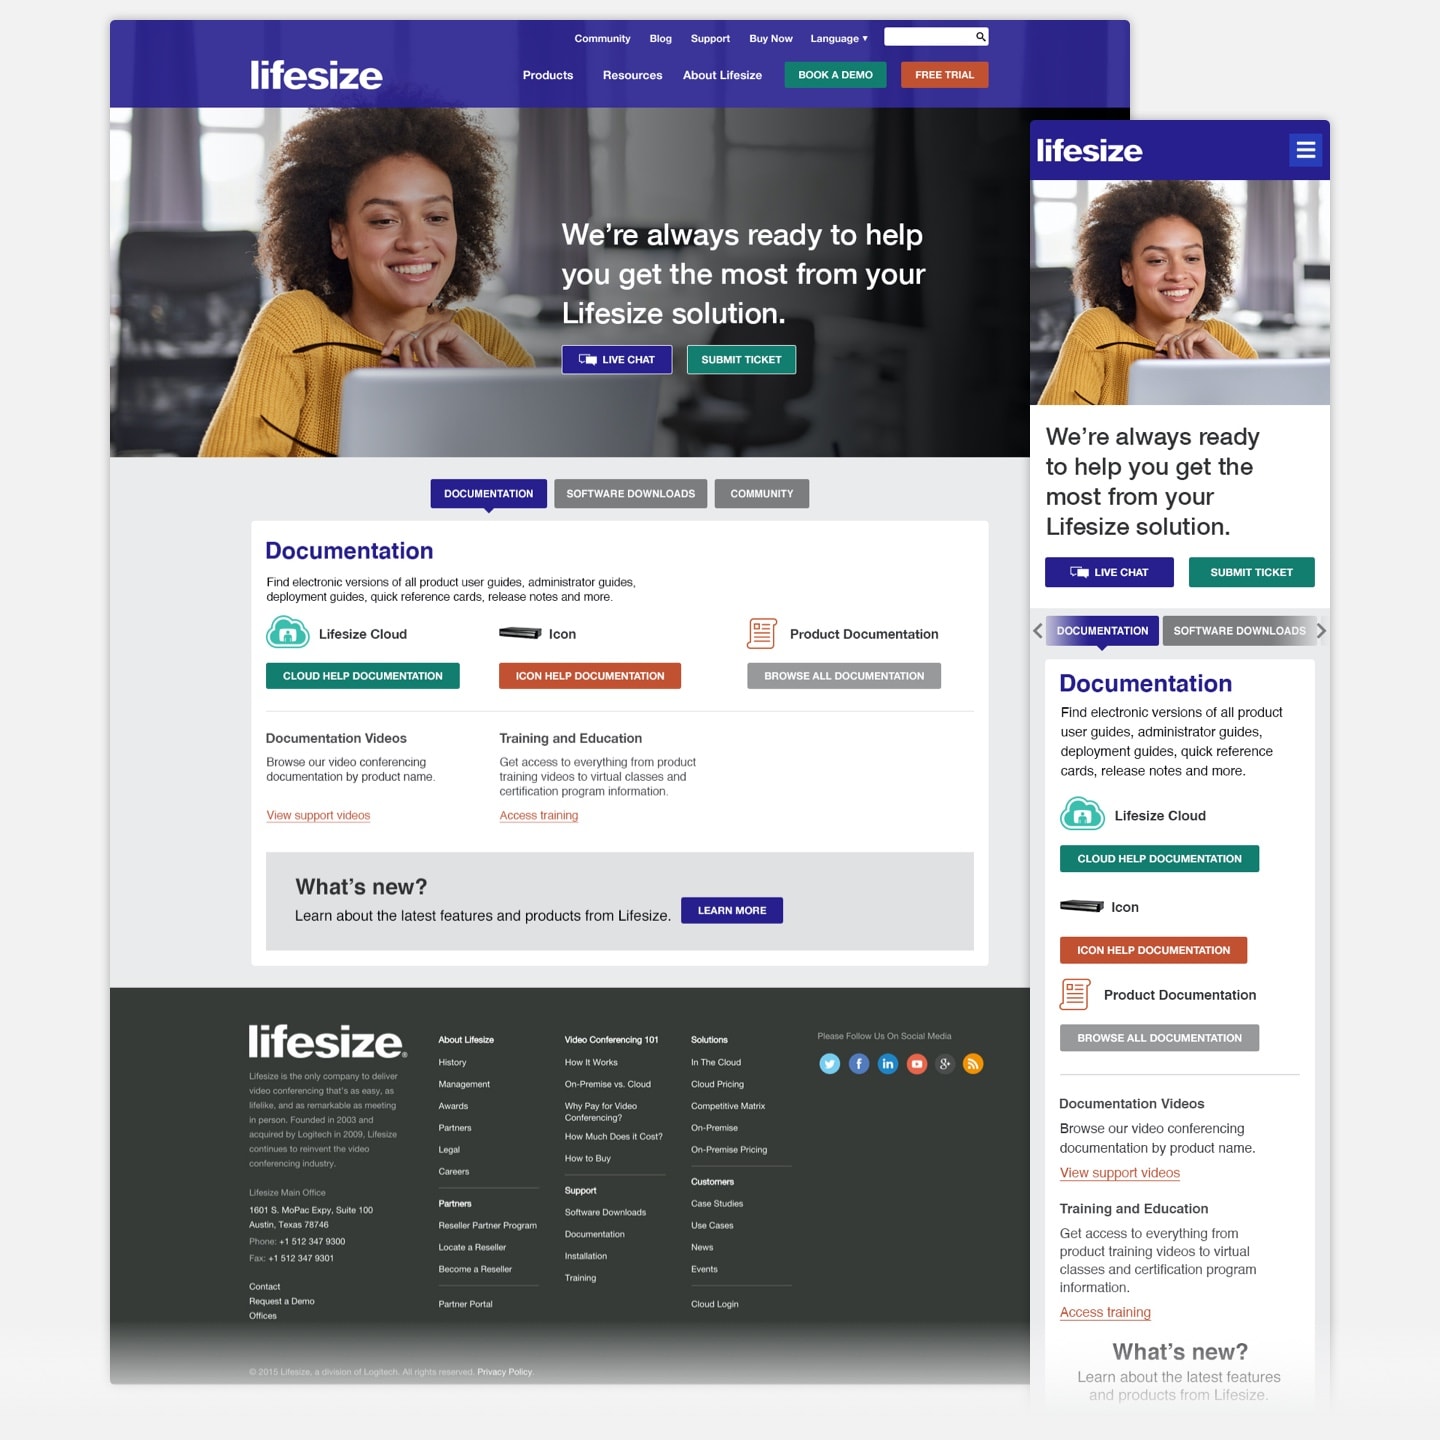 Community Blog Support Buy Now Language
lifesize
Products Resources About Lifesize BOOK A DEMO FREE TRIAL
We're always ready to help
you get the most from your
Lifesize solution.
LIVE CHAT SUBMIT TICKET
DOCUMENTATION SOFTWARE DOWNLOADS COMMUNITY
Documentation
Find electronic versions of all product user guides, administrator guides,
deployment guides, quick reference cards, release notes and more.
Lifesize Cloud Icon Product Documentation
CLOUD HELP DOCUMENTATION ICON HELP DOCUMENTATION BROWSE ALL DOCUMENTATION
Documentation Videos
Browse our video conferencing
documentation by product name.
View support videos
Training and Education
Get access to everything from product
training videos to virtual classes and
certification program information.
Access training
What's new?
Learn about the latest features and products from Lifesize. LEARN MORE
lifesize®
Lifesize is the only company to deliver
video conferencing that's as easy, as
lifelike, and as remarkable as meeting
in person. Founded in 2003 and
acquired by Logitech in 2009, Lifesize
continues to reinvent the video
conferencing industry.
Lifesize Main Office
1601 S. MoPac Expy, Suite 100
Austin, Texas 78746
Phone: +1 512 347 9300
Fax: +1 512 347 9301
Contact
Request a Demo
Offices
About Lifesize
History
Management
Awards
Partners
Legal
Careers
Partners
Reseller Partner Program
Locate a Reseller
Become a Reseller
Partner Portal
Video Conferencing 101
How It Works
On-Premise vs. Cloud
Why Pay for Video
Conferencing?
How Much Does it Cost?
How to Buy
Support
Software Downloads
Documentation
Installation
Training
Solutions
In The Cloud
Cloud Pricing
Competitive Matrix
On-Premise
On-Premise Pricing
Customers
Case Studies
Use Cases
News
Events
Cloud Login
Please Follow Us On Social Media
f in g+
© 2015 Lifesize, a division of Logitech. All rights reserved. Privacy Policy.
lifesize
We're always ready
to help you get the
most from your
Lifesize solution.
LIVE CHAT SUBMIT TICKET
DOCUMENTATION SOFTWARE DOWNLOADS
Documentation
Find electronic versions of all product
user guides, administrator guides,
deployment guides, quick reference
cards, release notes and more.
Lifesize Cloud
CLOUD HELP DOCUMENTATION
Icon
ICON HELP DOCUMENTATION
Product Documentation
BROWSE ALL DOCUMENTATION
Documentation Videos
Browse our video conferencing
documentation by product name.
View support videos
Training and Education
Get access to everything from
product training videos to virtual
classes and certification program
information.
Access training
What's new?
Learn about the latest features
and products from Lifesize.